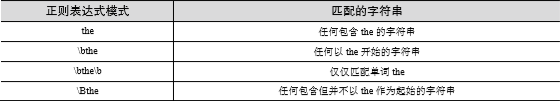 正则表达式模式 匹配的字符串
the 任何包含 the 的字符串
\bthe 任何以 the 开始的字符串
\bthe\b 仅仅匹配单词 the
\Bthe 任何包含但并不以 the 作为起始的字符串